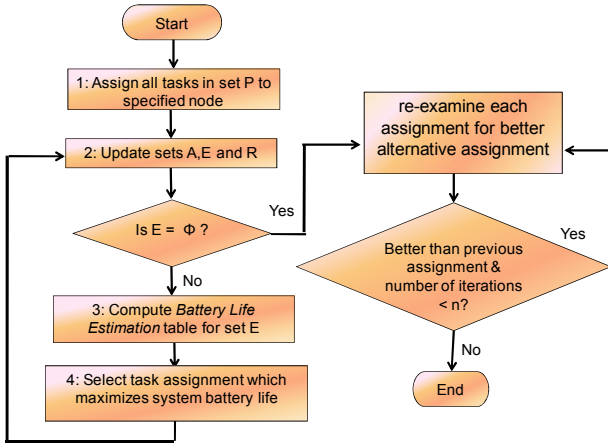 Start
1: Assign all tasks in set P to
specified node
2: Update sets A,E and R
Is E = Φ ?
Yes
No
3: Compute Battery Life
Estimation table for set E
4: Select task assignment which
maximizes system battery life
re-examine each
assignment for better
alternative assignment
Better than previous
assignment &
number of iterations
< n?
Yes
No
End